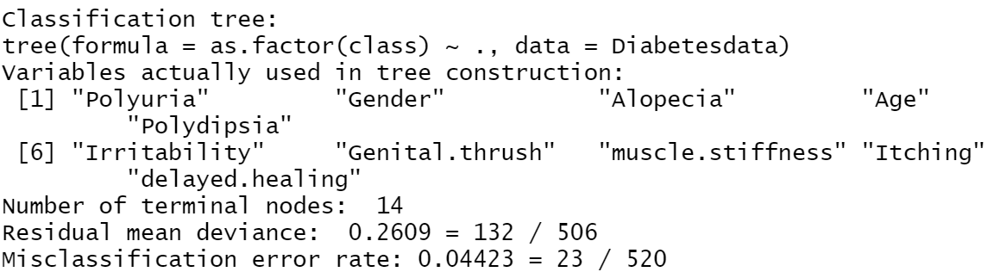 Classification tree:
tree(formula = as.factor(class) ~ ., data = Diabetesdata)
Variables actually used in tree construction:
 [1] "Polyuria"        "Gender"          "Alopecia"        "Age"
        "Polydipsia"
 [6] "Irritability"    "Genital.thrush"  "muscle.stiffness" "Itching"
        "delayed.healing"
Number of terminal nodes:  14
Residual mean deviance:  0.2609 = 132 / 506
Misclassification error rate: 0.04423 = 23 / 520